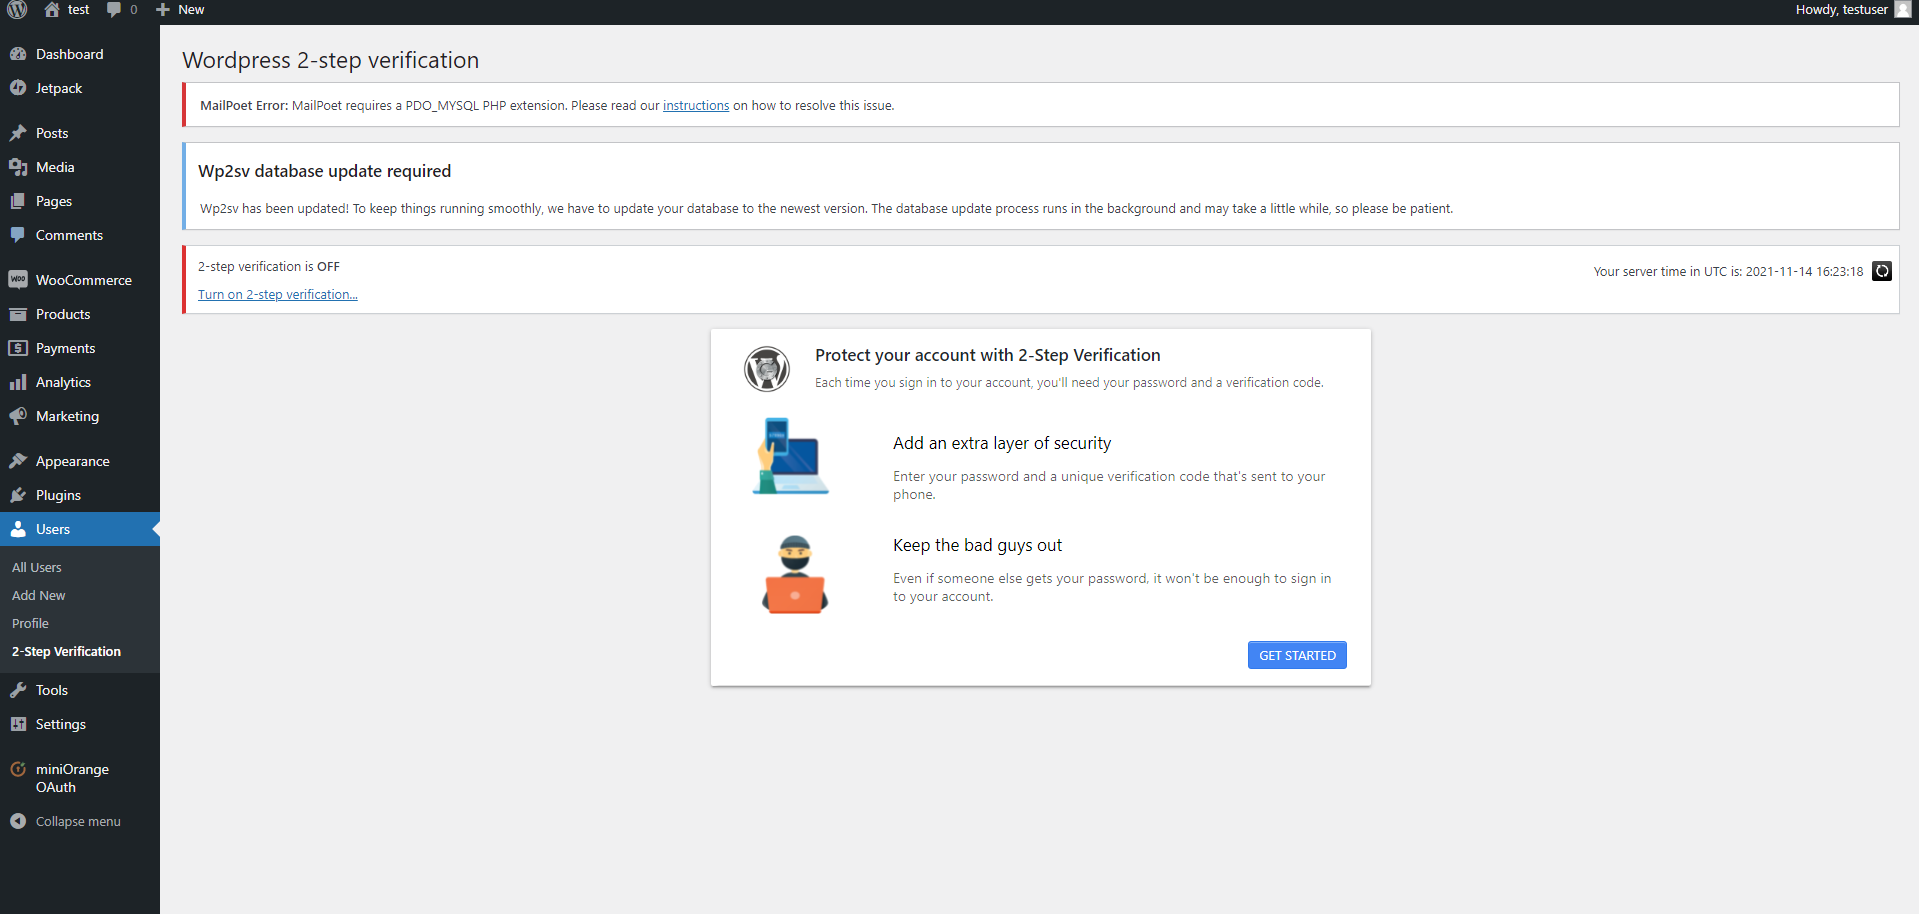 test
0
New
Howdy, testuser
Dashboard
Jetpack
Posts
Media
Pages
Comments
WooCommerce
Products
Payments
Analytics
Marketing
Appearance
Plugins
Users
All Users
Add New
Profile
2-Step Verification
Tools
Settings
miniOrange
OAuth
Collapse menu
Wordpress 2-step verification
MailPoet Error: MailPoet requires a PDO_MYSQL PHP extension. Please read our instructions on how to resolve this issue.
Wp2sv database update required
Wp2sv has been updated! To keep things running smoothly, we have to update your database to the newest version. The database update process runs in the background and may take a little while, so please be patient.
2-step verification is OFF
Turn on 2-step verification...
Your server time in UTC is: 2021-11-14 16:23:18
Protect your account with 2-Step Verification
Each time you sign in to your account, you'll need your password and a verification code.
Add an extra layer of security
Enter your password and a unique verification code that's sent to your
phone.
Keep the bad guys out
Even if someone else gets your password, it won't be enough to sign in
to your account.
GET STARTED